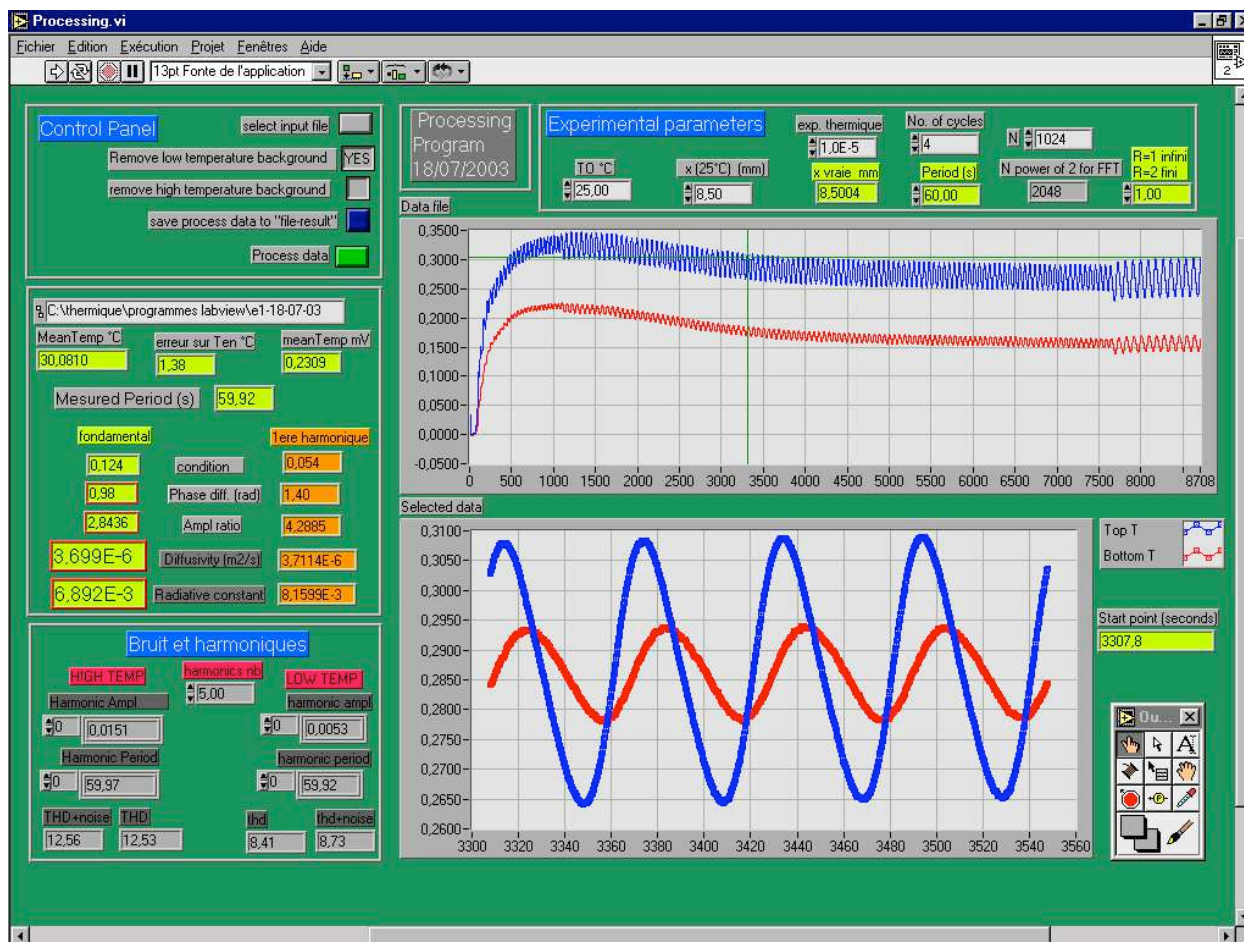 Processing.vi
Fichier Edition Exécution Projet Fenêtres Aide
13pt Fonte de l'application
2
Control Panel
select input file
Remove low temperature background YES
remove high temperature background
save process data to "file-result"
Process data
Processing
Program
18/07/2003
Experimental parameters
exp. thermique
1,0E-5
No. of cycles
4
N 1024
TO °C
25,00
x (25°C) (mm)
8,50
x vraie mm
8,5004
Period (s)
60,00
N power of 2 for FFT
2048
R=1 infini
R=2 fini
1,00
C:\thermique\programmes labview\e1-18-07-03
MeanTemp °C
30,0810
erreur sur Ten °C
1,38
meanTemp mV
0,2309
Mesured Period (s) 59,92
fondamental 1ere harmonique
0,124 condition 0,054
0,98 Phase diff. (rad) 1,40
2,8436 Ampl ratio 4,2885
3,699E-6 Diffusivity (m2/s) 3,7114E-6
6,892E-3 Radiative constant 8,1599E-3
Bruit et harmoniques
HIGH TEMP harmonics nb LOW TEMP
5,00
Harmonic Ampl harmonic ampl
0 0,0151 0 0,0053
Harmonic Period harmonic period
0 59,97 0 59,92
THD+noise THD thd thd+noise
12,56 12,53 8,41 8,73
Data file
0,3500
0,3000
0,2500
0,2000
0,1500
0,1000
0,0500
0,0000
-0,0500
0 500 1000 1500 2000 2500 3000 3500 4000 4500 5000 5500 6000 6500 7000 7500 8000 8708
Selected data
0,3100
0,3050
0,3000
0,2950
0,2900
0,2850
0,2800
0,2750
0,2700
0,2650
0,2600
3300 3320 3340 3360 3380 3400 3420 3440 3460 3480 3500 3520 3540 3560
Top T
Bottom T
Start point (seconds)
3307,8
Ou...
A